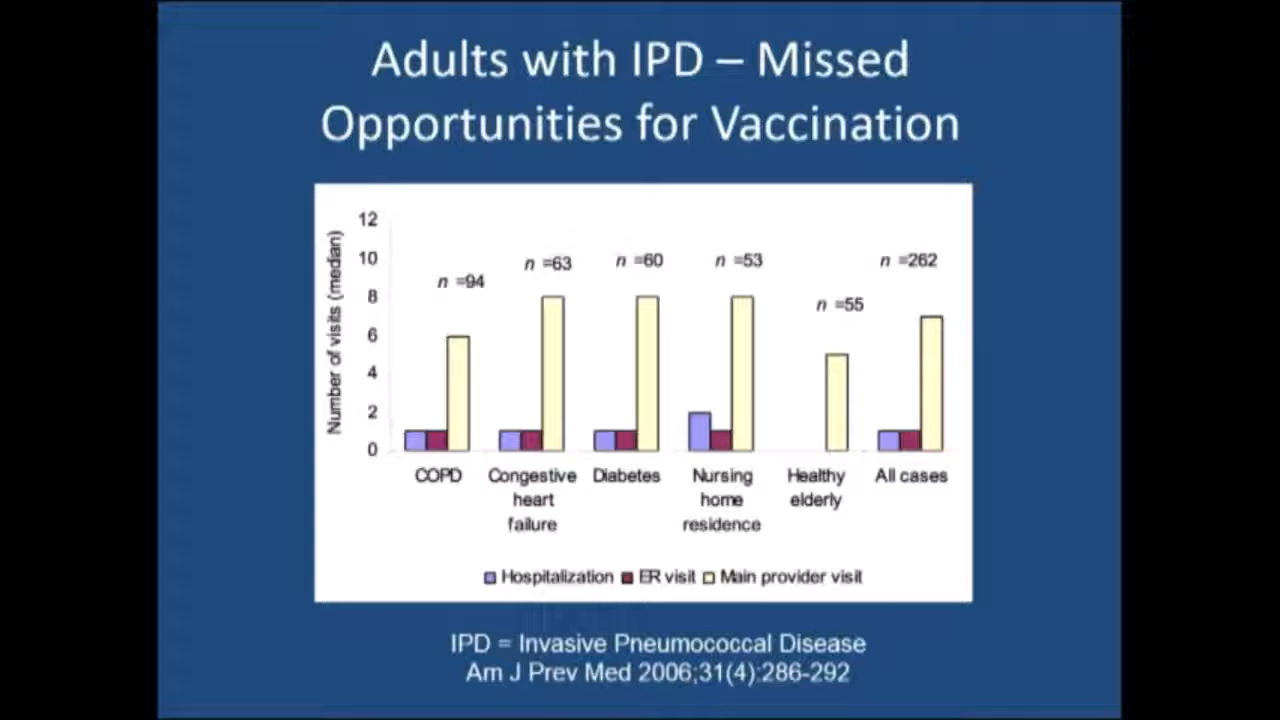 Adults with IPD – Missed
Opportunities for Vaccination
Number of visits (median)
12
10
8
6
4
2
0
n =94
n =63
n =60
n =53
n =55
n =262
COPD
Congestive
heart
failure
Diabetes
Nursing
home
residence
Healthy
elderly
All cases
Hospitalization ER visit Main provider visit
IPD = Invasive Pneumococcal Disease
Am J Prev Med 2006;31(4):286-292